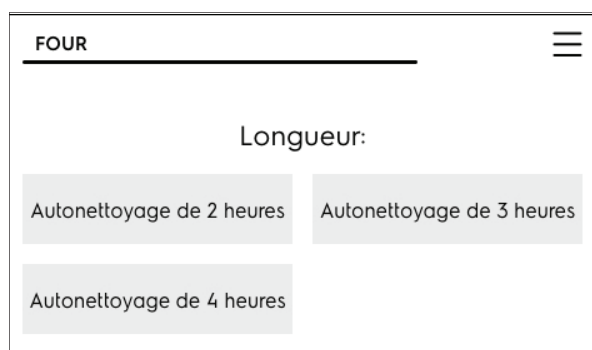 FOUR
Longueur:
Autonettoyage de 2 heures
Autonettoyage de 3 heures
Autonettoyage de 4 heures